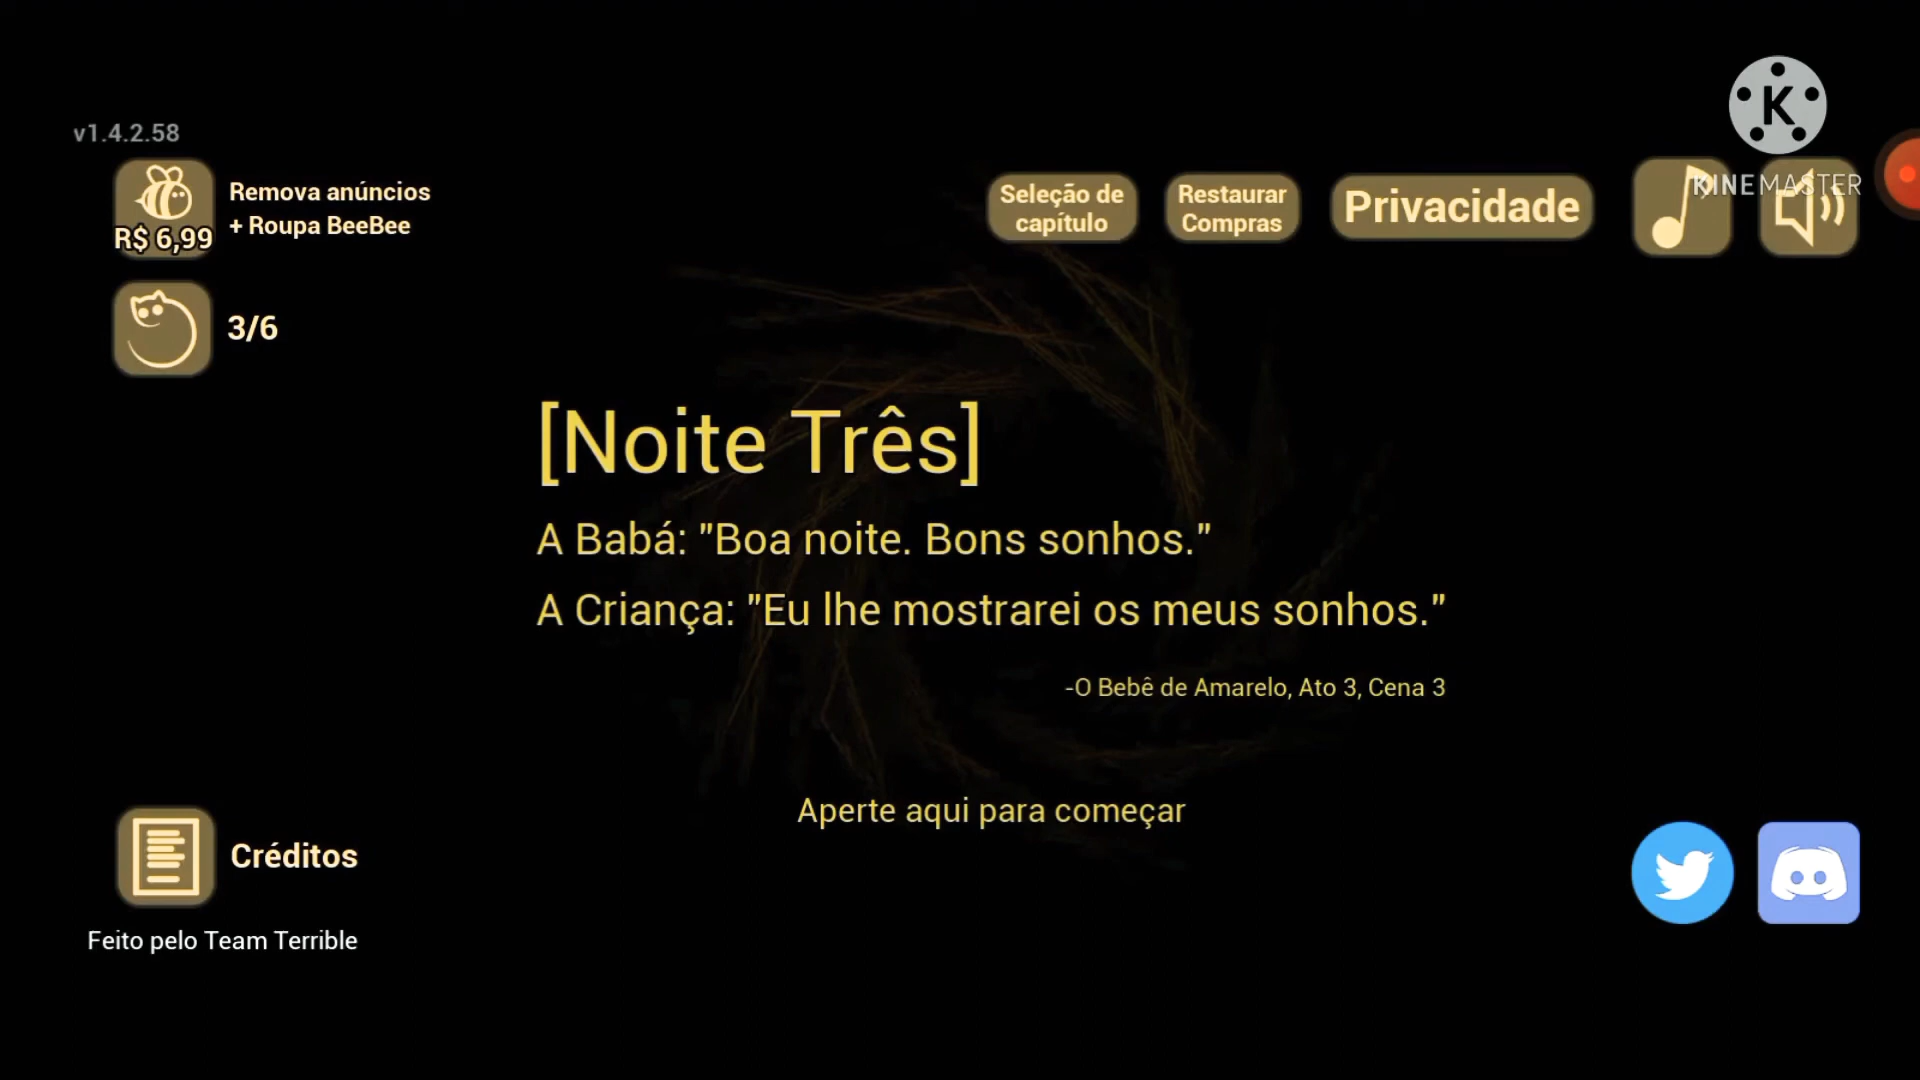 v1.4.2.58
K
KINEMASTER
Remova anúncios
+ Roupa BeeBee
R$ 6,99
Seleção de
capítulo
Restaurar
Compras
Privacidade
3/6
[Noite Três]
A Babá: "Boa noite. Bons sonhos."
A Criança: "Eu lhe mostrarei os meus sonhos."
-O Bebê de Amarelo, Ato 3, Cena 3
Aperte aqui para começar
Créditos
Feito pelo Team Terrible